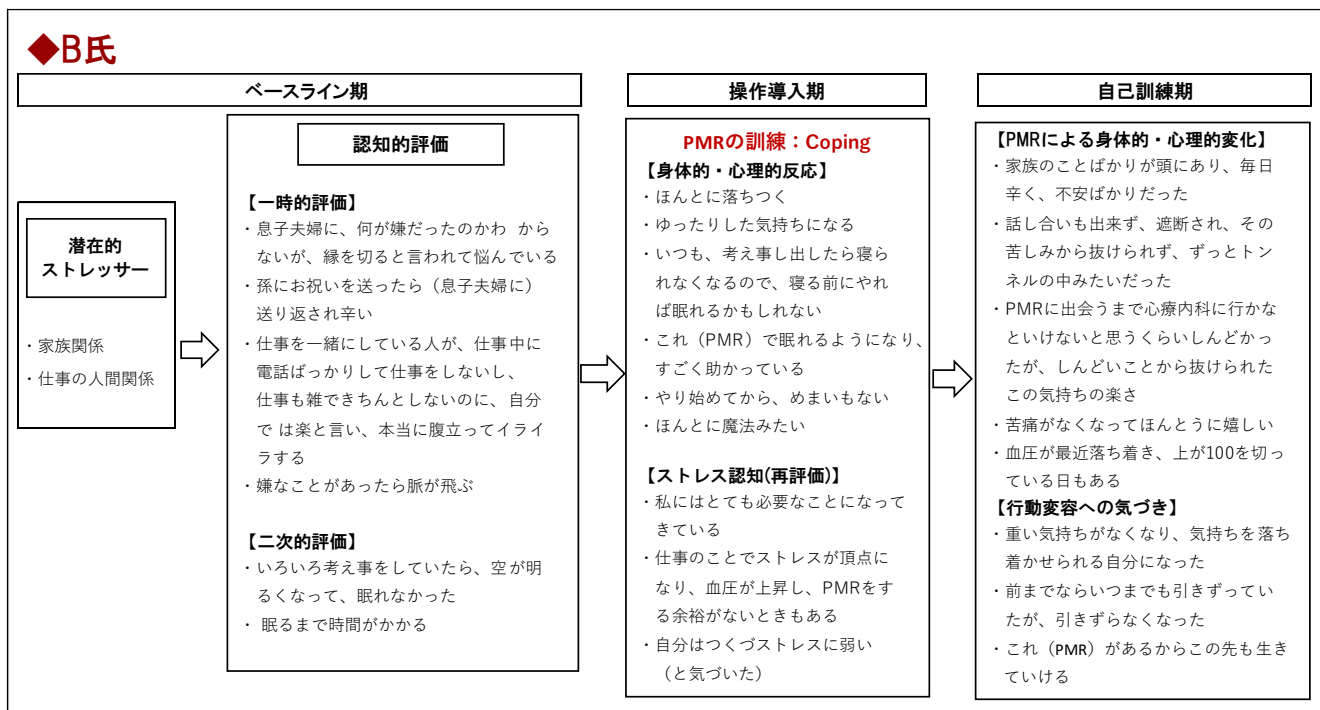 ◆B氏
ベースライン期
潜在的
ストレッサー
・家族関係
・仕事の人間関係
認知的評価
【一時的評価】
・息子夫婦に、何が嫌だったのかわ から
ないが、縁を切ると言われて悩んでいる
・孫にお祝いを送ったら（息子夫婦に）
送り返され辛い
・仕事を一緒にしている人が、仕事中に
電話ばっかりして仕事をしないし、
仕事も雑できちんとしないのに、自分
で は楽と言い、本当に腹立ってイライ
ラする
・嫌なことがあったら脈が飛ぶ
【二次的評価】
・いろいろ考え事をしていたら、空が明
るくなって、眠れなかった
・ 眠るまで時間がかかる
操作導入期
PMRの訓練：Coping
【身体的・心理的反応】
・ほんとに落ちつく
・ゆったりした気持ちになる
・いつも、考え事し出したら寝ら
れなくなるので、寝る前にやれ
ば眠れるかもしれない
・これ（PMR）で眠れるようになり、
すごく助かっている
・やり始めてから、めまいもない
・ほんとに魔法みたい
【ストレス認知(再評価)】
・私にはとても必要なことになって
きている
・仕事のことでストレスが頂点に
なり、血圧が上昇し、PMRをす
る余裕がないときもある
・自分はつくづストレスに弱い
（と気づいた）
自己訓練期
【PMRによる身体的・心理的変化】
・家族のことばかりが頭にあり、毎日
辛く、不安ばかりだった
・話し合いも出来ず、遮断され、その
苦しみから抜けられず、ずっとトン
ネルの中みたいだった
・PMRに出会うまで心療内科に行かな
といけないと思うくらいしんどかっ
たが、しんどいことから抜けられた
この気持ちの楽さ
・苦痛がなくなってほんとうに嬉しい
・血圧が最近落ち着き、上が100を切っ
ている日もある
【行動変容への気づき】
・重い気持ちがなくなり、気持ちを落ち
着かせられる自分になった
・前までならいつまでも引きずってい
たが、引きずらなくなった
・これ（PMR）があるからこの先も生き
ていける